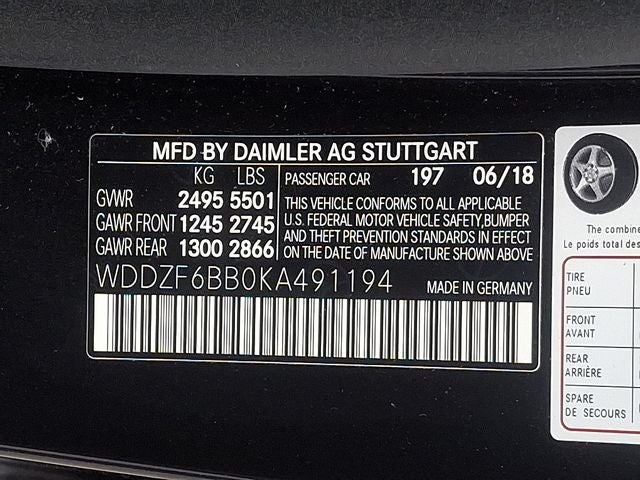 MFD BY DAIMLER AG STUTTGART
KG LBS
GVWR 2495 5501
GAWR FRONT 1245 2745
GAWR REAR 1300 2866
PASSENGER CAR 197 06/18
THIS VEHICLE CONFORMS TO ALL APPLICABLE
U.S. FEDERAL MOTOR VEHICLE SAFETY,BUMPER
AND THEFT PREVENTION STANDARDS IN EFFECT
ON THE DATE OF MANUFACTURE SHOWN ABOVE
WDDZF6BB0KA491194 MADE IN GERMANY
The combine
Le poids total des
TIRE
PNEU
FRONT
AVANT
REAR
ARRIÈRE
SPARE
DE SECOURS